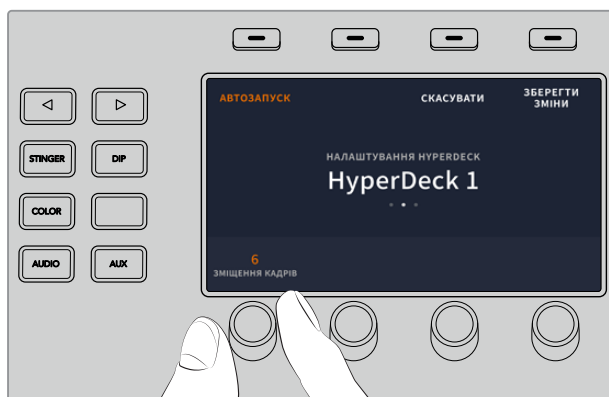 АВТОЗАПУСК
СКАСУВАТИ
ЗБЕРЕГТИ
ЗМІНИ
НАЛАШТУВАННЯ HYPERDECK
HyperDeck 1
6
ЗМІЩЕННЯ КАДРІВ
STINGER
DIP
COLOR
AUDIO
AUX